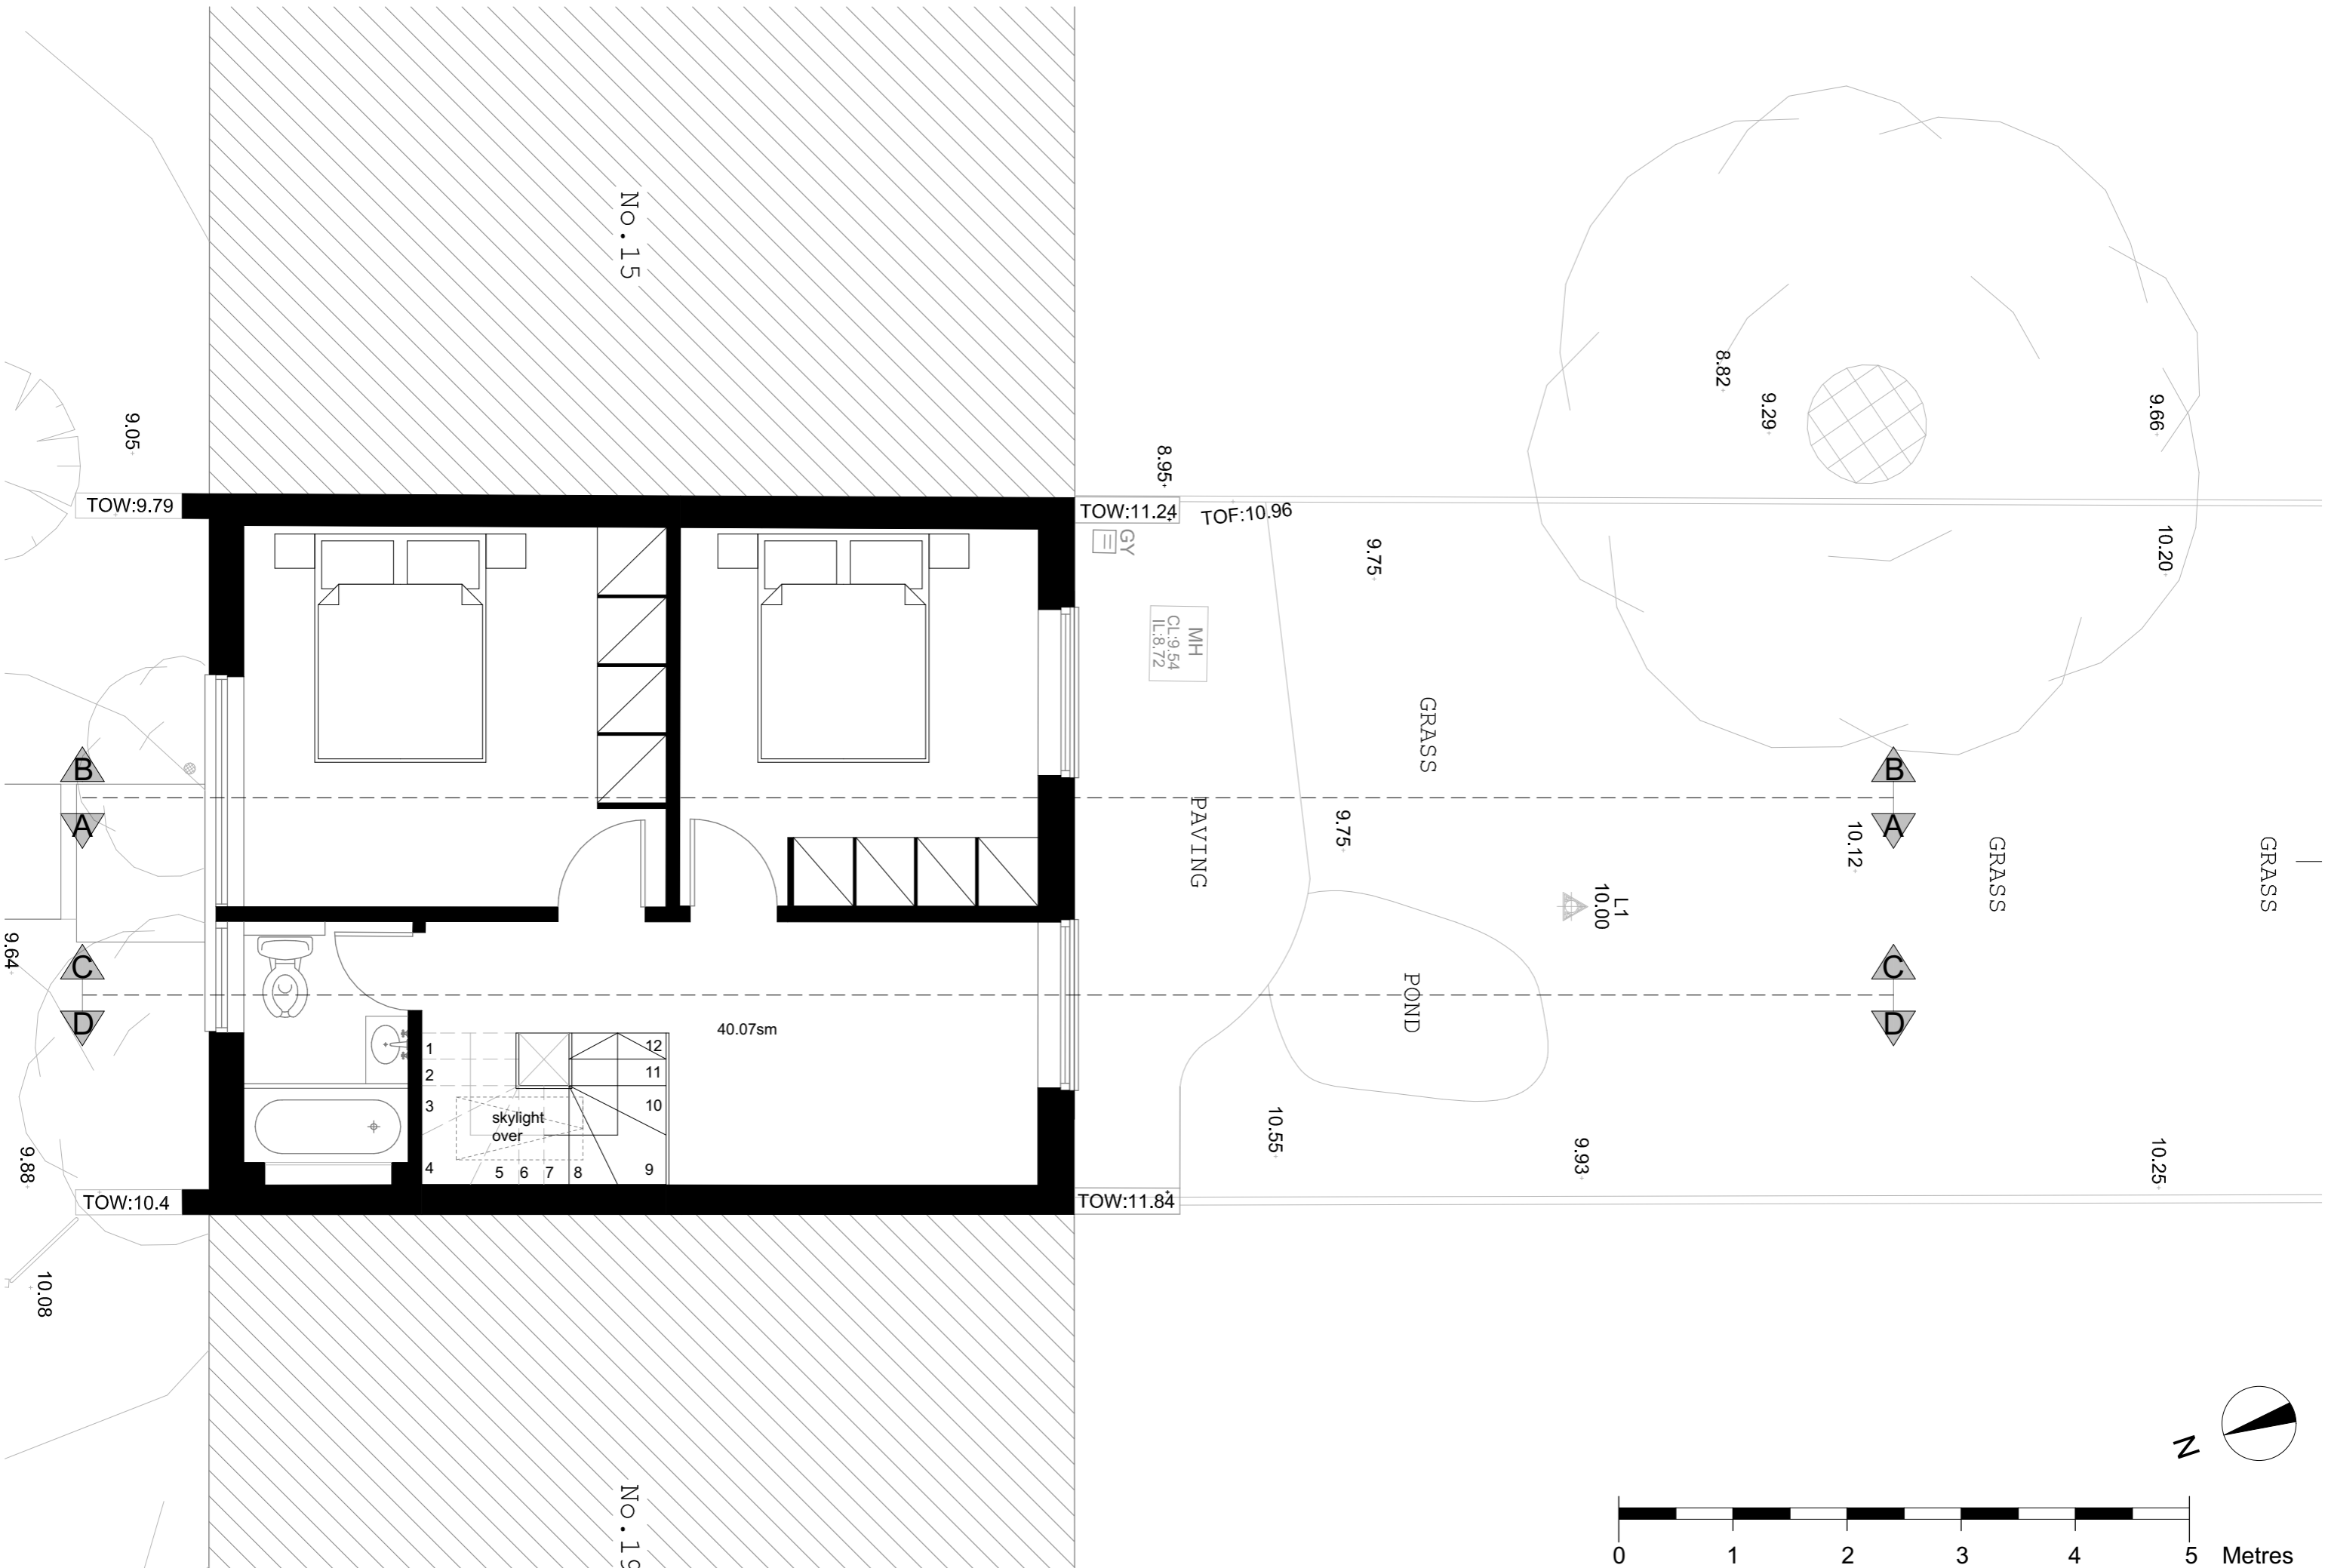 No.15
8.82
9.29
9.66
9.05
8.95
TOW:9.79
TOW:11.24
TOF:10.96
GY
9.75
10.20
MH
CL:9.54
IL:8.72
GRASS
B
B
A
A
PAVING
9.75
10.12
GRASS
GRASS
L1
10.00
9.64
C
C
D
D
POND
40.07sm
1
2
3
4
5
6
7
8
9
10
11
12
skylight
over
10.55
9.93
10.25
9.88
TOW:10.4
TOW:11.84
10.08
No.19
N
0 1 2 3 4 5 Metres